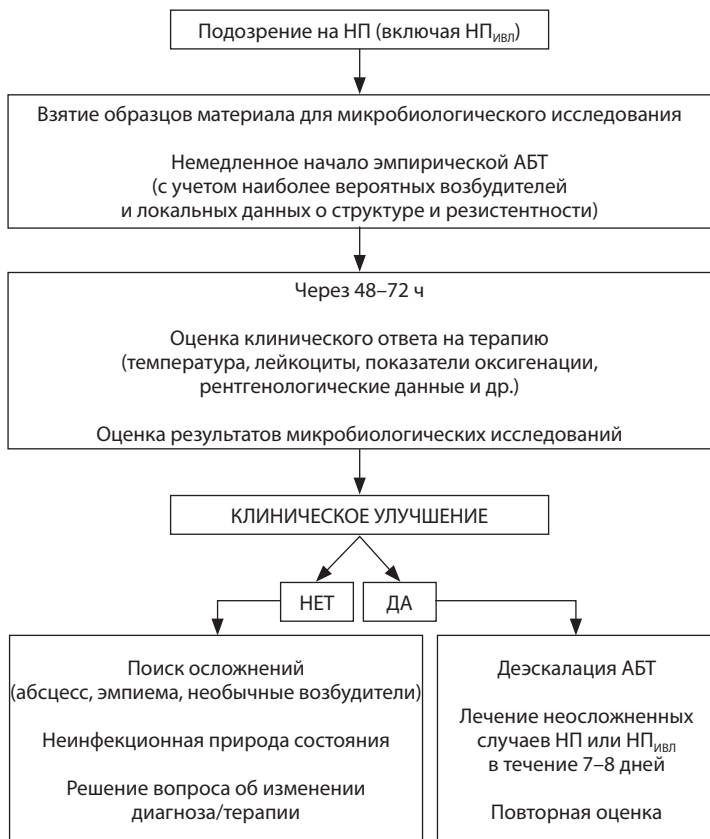 Подозрение на НП (включая НПИВЛ)
Взятие образцов материала для микробиологического исследования
Немедленное начало эмпирической АБТ
(с учетом наиболее вероятных возбудителей
и локальных данных о структуре и резистентности)
Через 48–72 ч
Оценка клинического ответа на терапию
(температура, лейкоциты, показатели оксигенации,
рентгенологические данные и др.)
Оценка результатов микробиологических исследований
КЛИНИЧЕСКОЕ УЛУЧШЕНИЕ
НЕТ
ДА
Поиск осложнений
(абсцесс, эмпиема, необычные возбудители)
Неинфекционная природа состояния
Решение вопроса об изменении
диагноза/терапии
Деэскалация АБТ
Лечение неосложненных
случаев НП или НПИВЛ
в течение 7–8 дней
Повторная оценка